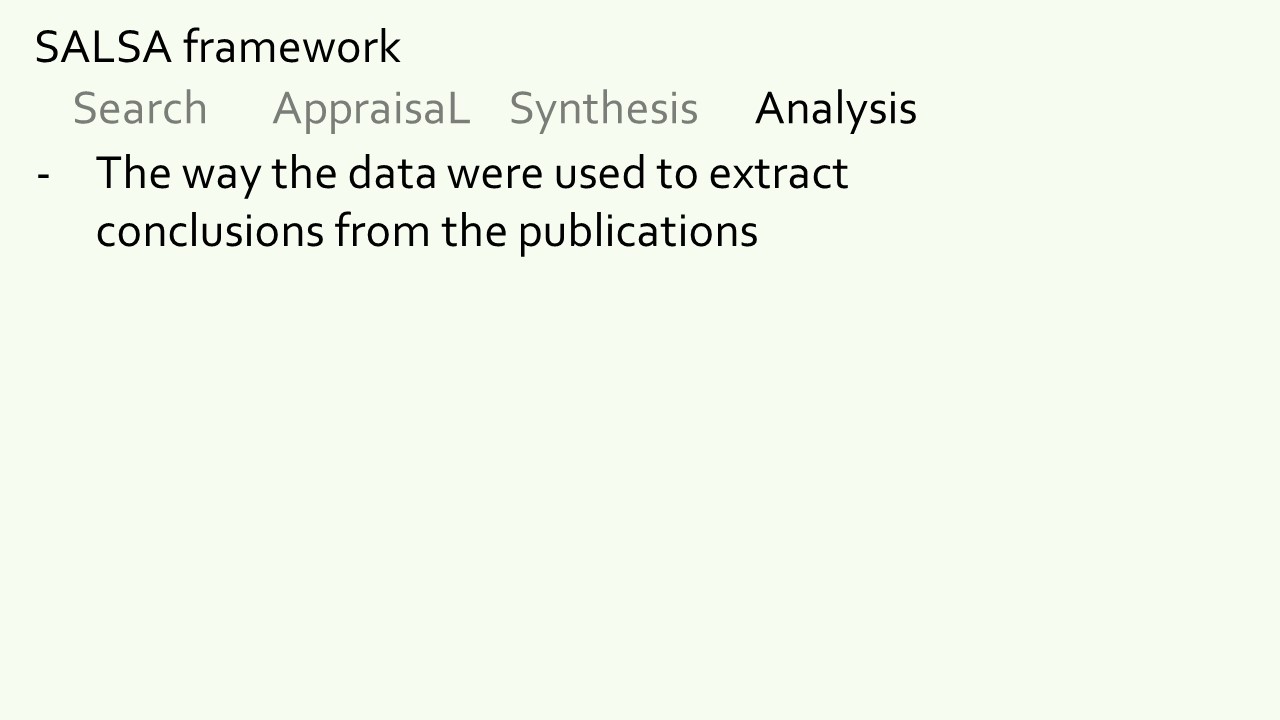 SALSA framework
Search AppraisaL Synthesis Analysis
- The way the data were used to extract
conclusions from the publications